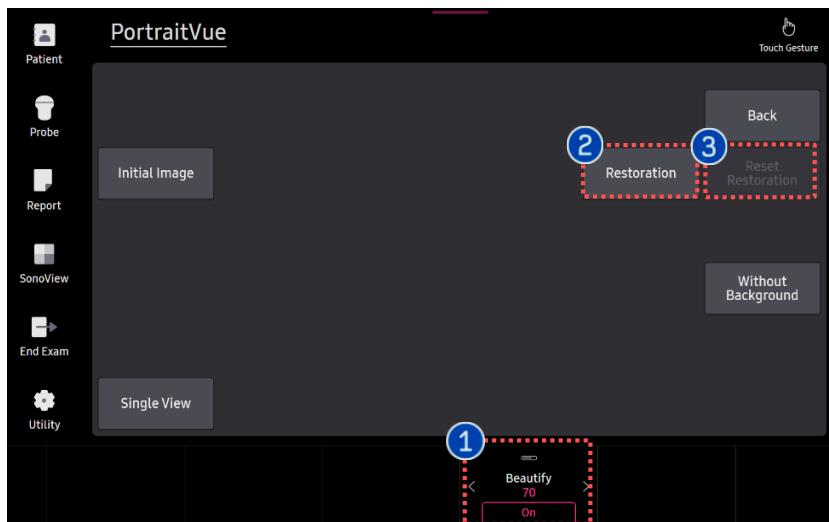 PortraitVue
Touch Gesture
Patient
Probe
Report
SonoView
End Exam
Utility
Back
2
3
Initial Image
Restoration
Reset
Restoration
Without
Background
Single View
1
<
Beautify
>
70
On